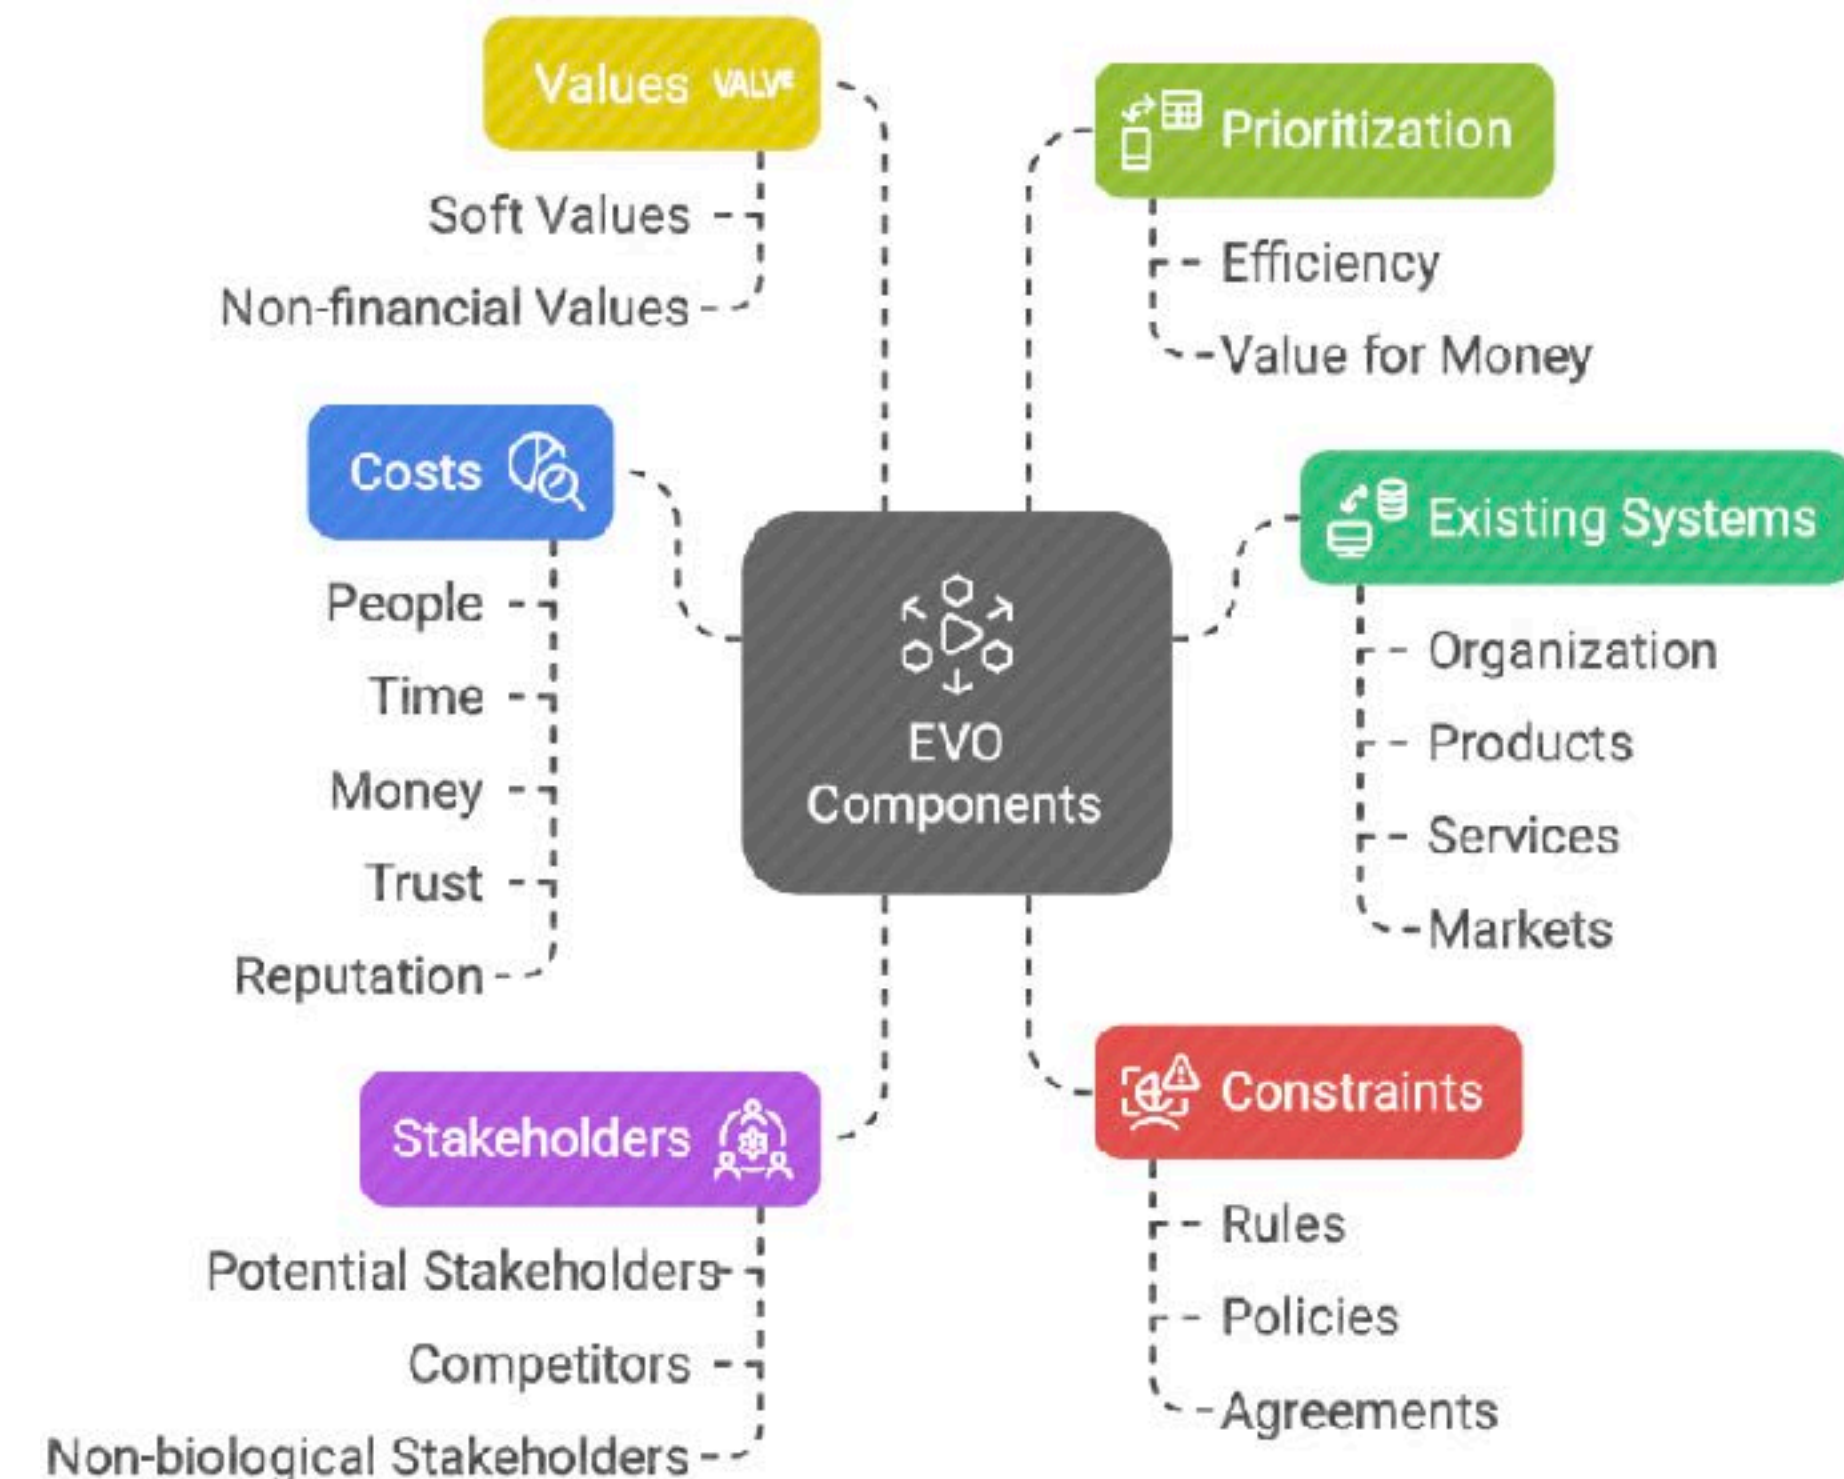 Values VALVE
Soft Values
Non-financial Values
Costs
People
Time
Money
Trust
Reputation
Stakeholders
Potential Stakeholders
Competitors
Non-biological Stakeholders
EVO
Components
Prioritization
Efficiency
Value for Money
Existing Systems
Organization
Products
Services
Markets
Constraints
Rules
Policies
Agreements